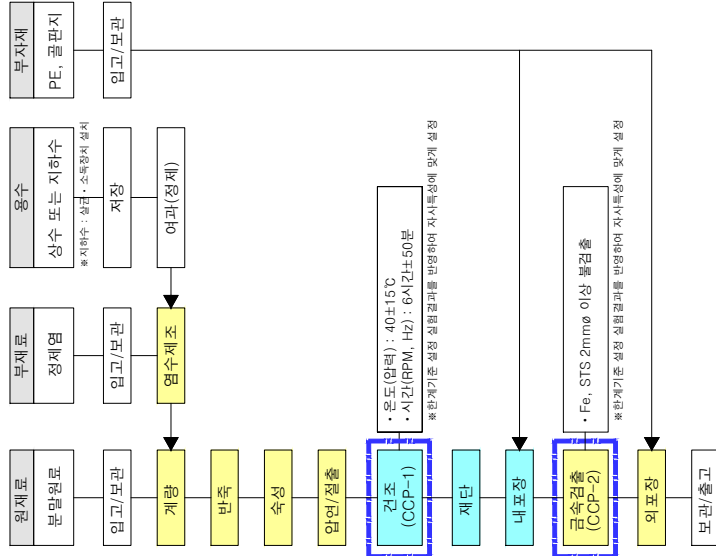 원재료
분말원료
입고/보관
계량
반죽
숙성
압연/절출
건조
(CCP-1)
재단
내포장
금속검출
(CCP-2)
외포장
보관/출고
부재료
정제염
입고/보관
염수제조
용수
상수 또는 지하수
※지하수 : 살균・소독장치 설치
저장
여과(정제)
부자재
PE, 골판지
입고/보관
・온도(압력) : 40±15℃
・시간(RPM, Hz) : 6시간±50분
※한계기준 설정 실험결과를 반영하여 자사특성에 맞게 설정
・Fe, STS 2mmø 이상 불검출
※한계기준 설정 실험결과를 반영하여 자사특성에 맞게 설정